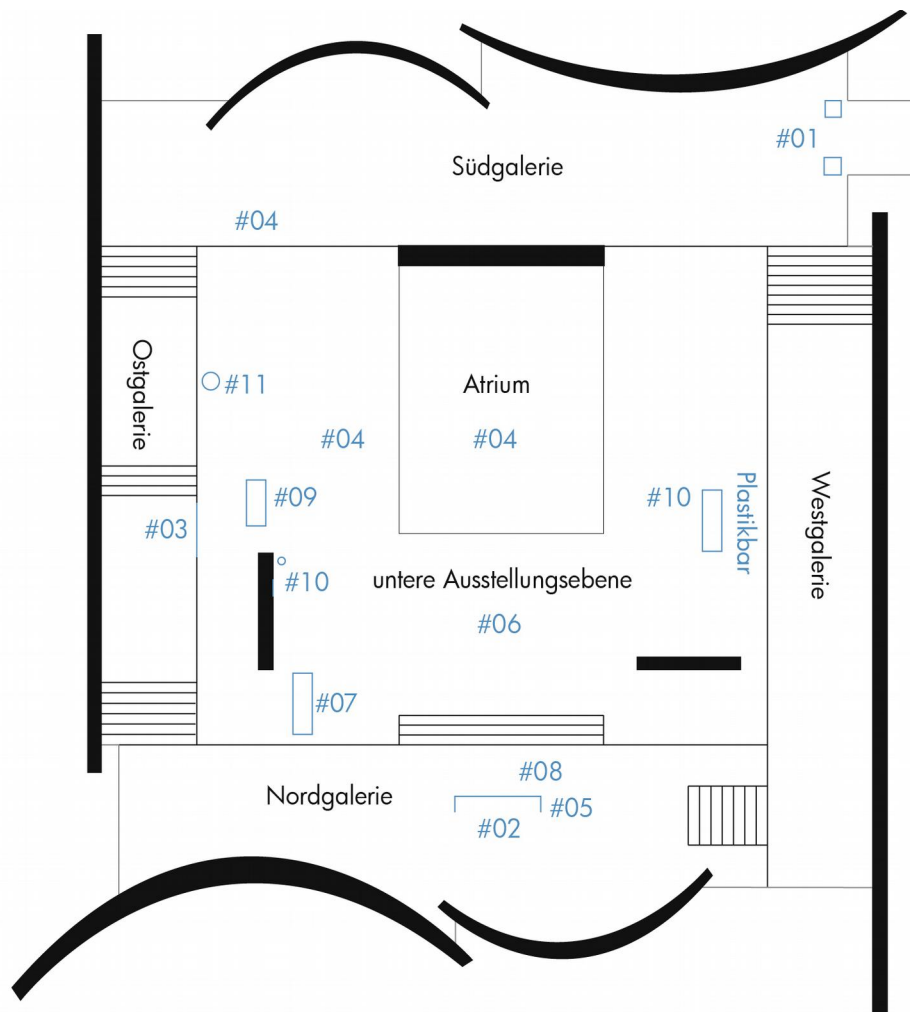 #01
Südgalerie
#04
Ostgalerie
#11
Atrium
#04
#04
#09
#10
Plastikbar
Westgalerie
#03
#10
untere Ausstellungsebene
#06
#07
#08
Nordgalerie
#05
#02